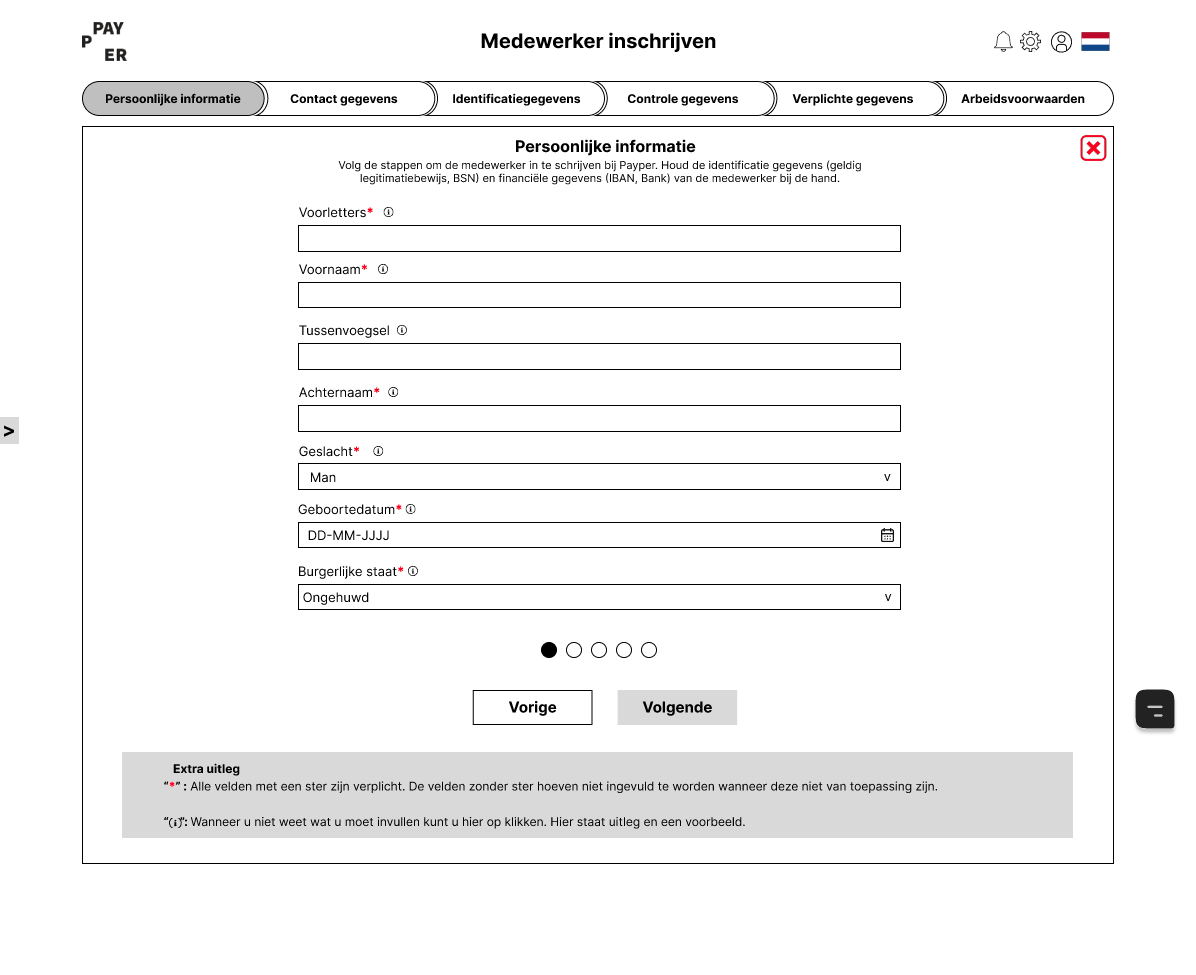 PAY
P
ER
Medewerker inschrijven
Persoonlijke informatie
Contact gegevens
Identificatiegegevens
Controle gegevens
Verplichte gegevens
Arbeidsvoorwaarden
Persoonlijke informatie
Volg de stappen om de medewerker in te schrijven bij Payper. Houd de identificatie gegevens (geldig
legitimatiebewijs, BSN) en financiële gegevens (IBAN, Bank) van de medewerker bij de hand.
Voorletters* ⓘ
Voornaam* ⓘ
Tussenvoegsel ⓘ
Achternaam* ⓘ
>
Geslacht* ⓘ
Man v
Geboortedatum* ⓘ
DD-MM-JJJJ
Burgerlijke staat* ⓘ
Ongehuwd v
Vorige
Volgende
Extra uitleg
“*” : Alle velden met een ster zijn verplicht. De velden zonder ster hoeven niet ingevuld te worden wanneer deze niet van toepassing zijn.
“ⓘ”: Wanneer u niet weet wat u moet invullen kunt u hier op klikken. Hier staat uitleg en een voorbeeld.